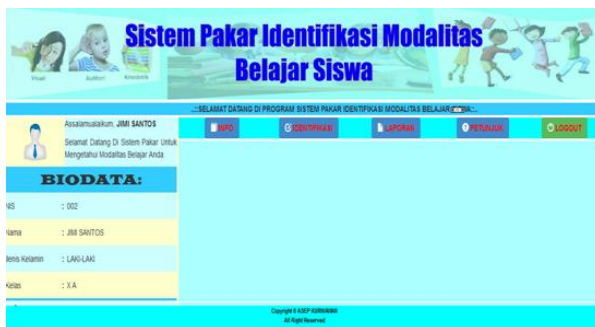 Sistem Pakar Identifikasi Modalitas
Belajar Siswa
Visual
Auditori
Kinestetik
..::SELAMAT DATANG DI PROGRAM SISTEM PAKAR IDENTIFIKASI MODALITAS BELAJAR
Assalamualaikum, JIMI SANTOS
Selamat Datang Di Sistem Pakar Untuk
Mengetahui Modalitas Belajar Anda
INFO
IDENTIFIKASI
LAPORAN
PETUNJUK
LOGOUT
BIODATA:
NIS : 002
Nama : JIMI SANTOS
Jenis Kelamin : LAKI-LAKI
Kelas : X A
Copyright © ASEP KURNIAWAN
All Right Reserved